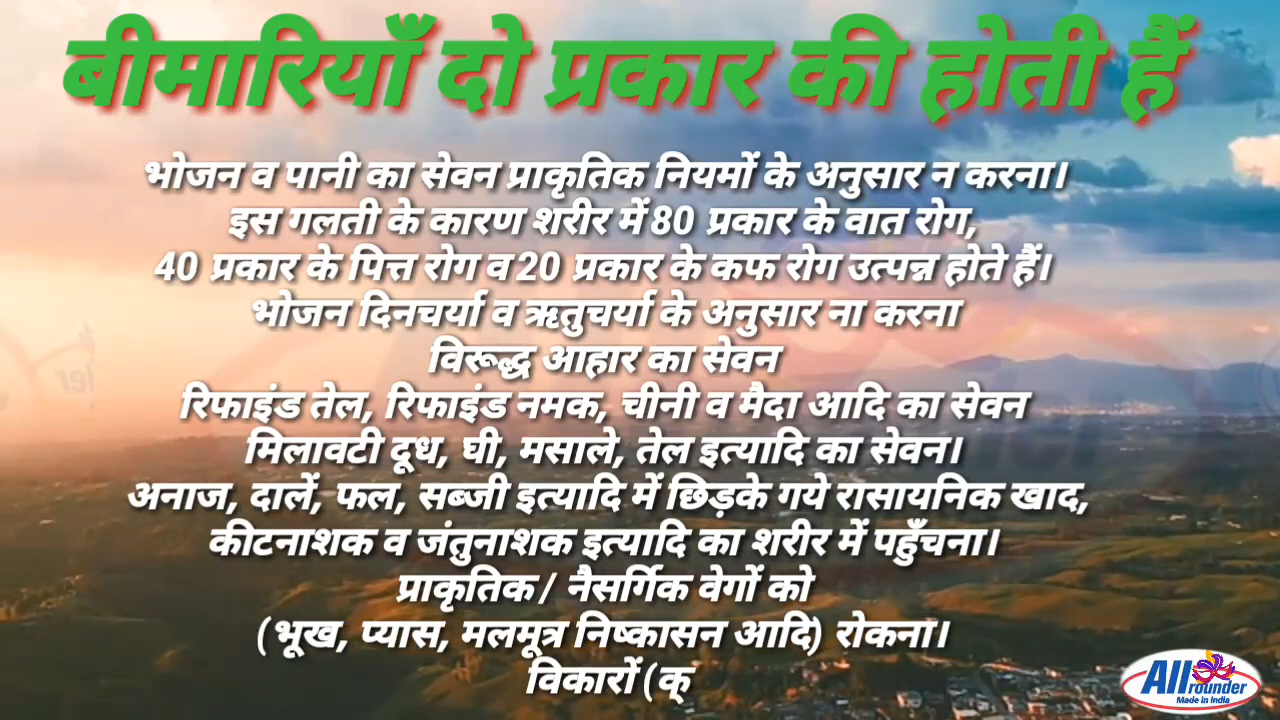 बीमारियाँ दो प्रकार की होती हैं
भोजन व पानी का सेवन प्राकृतिक नियमों के अनुसार न करना।
इस गलती के कारण शरीर में 80 प्रकार के वात रोग,
40 प्रकार के पित्त रोग व 20 प्रकार के कफ रोग उत्पन्न होते हैं।
भोजन दिनचर्या व ऋतुचर्या के अनुसार ना करना
विरूद्ध आहार का सेवन
रिफाइंड तेल, रिफाइंड नमक, चीनी व मैदा आदि का सेवन
मिलावटी दूध, घी, मसाले, तेल इत्यादि का सेवन।
अनाज, दालें, फल, सब्जी इत्यादि में छिड़के गये रासायनिक खाद,
कीटनाशक व जंतुनाशक इत्यादि का शरीर में पहुँचना।
प्राकृतिक / नैसर्गिक वेगों को
(भूख, प्यास, मलमूत्र निष्कासन आदि) रोकना।
विकारों (क्
All rounder
Made in India